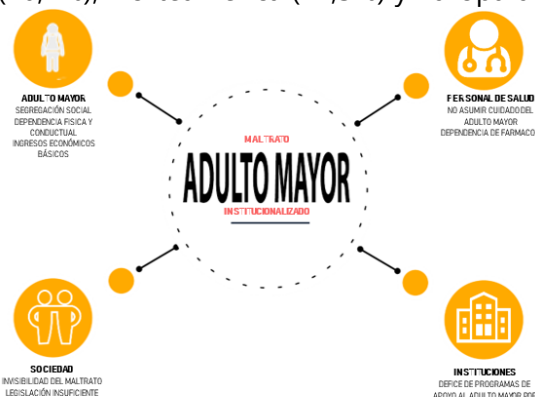 ADULTO MAYOR
SEGREGACIÓN SOCIAL
DEPENDENCIA FISICA Y
CONDUCTUAL
INGRESOS ECONÓMICOS
BÁSICOS
PERSONAL DE SALUD
NO ASUMIR CUIDADO DEL
ADULTO MAYOR
DEPENDENCIA DE FARMACO
MALTRATO
ADULTO MAYOR
INSTITUCIONALIZADO
SOCIEDAD
INVISIBILIDAD DEL MALTRATO
LEGISLACIÓN INSUFICIENTE
INSTITUCIONES
DEFICE DE PROGRAMAS DE
APOYO AL ADULTO MAYOR POR